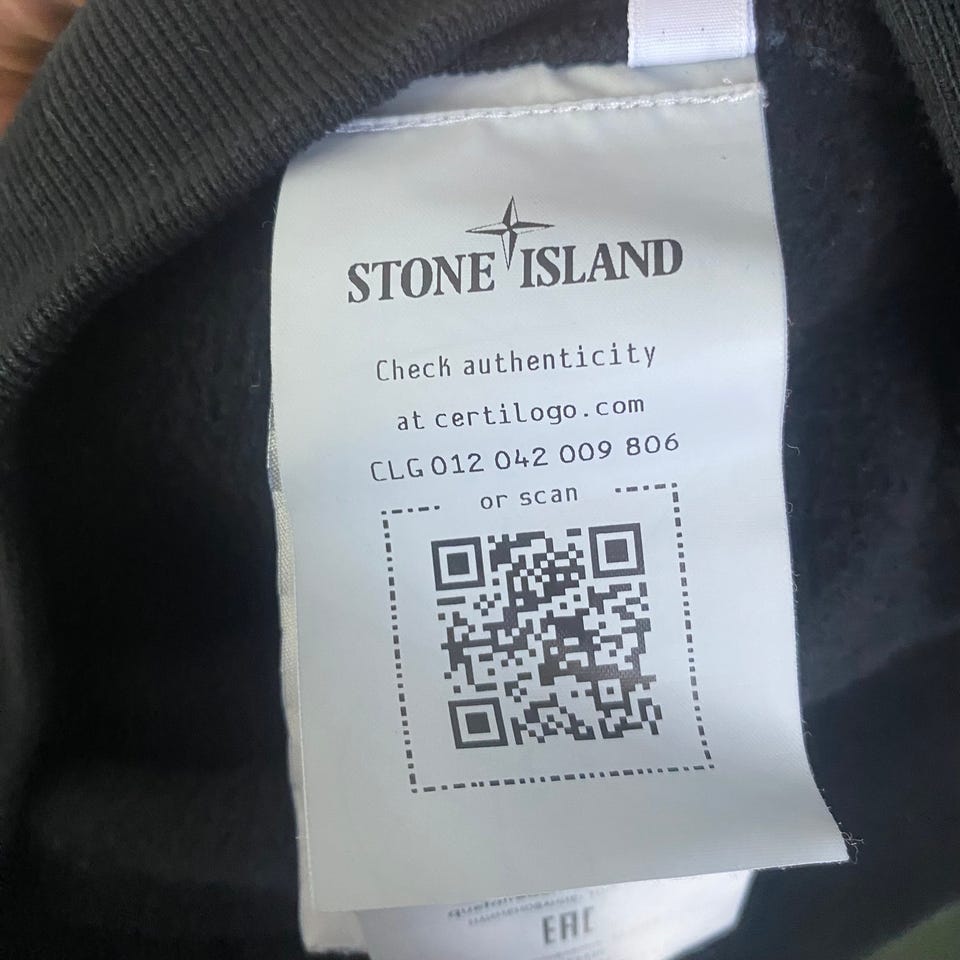 STONE ISLAND
Check authenticity
at certilogo.com
CLG 012 042 009 806
or scan
EAC